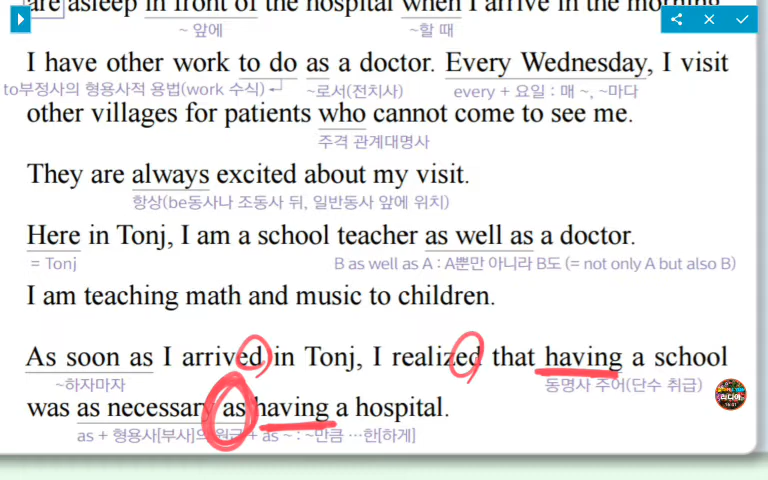 are asleep in front of the hospital when I arrive in the morning
~ 앞에 ~할 때
I have other work to do as a doctor. Every Wednesday, I visit
to부정사의 형용사적 용법(work 수식) ~로서(전치사) every + 요일 : 매 ~, ~마다
other villages for patients who cannot come to see me.
주격 관계대명사
They are always excited about my visit.
항상(be동사나 조동사 뒤, 일반동사 앞에 위치)
Here in Tonj, I am a school teacher as well as a doctor.
= Tonj B as well as A : A뿐만 아니라 B도 (= not only A but also B)
I am teaching math and music to children.
As soon as I arrived in Tonj, I realized that having a school
~하자마자 동명사 주어(단수 취급)
was as necessary as having a hospital.
as + 형용사[부사]의 원급 + as ~ : ~만큼 …한[하게]